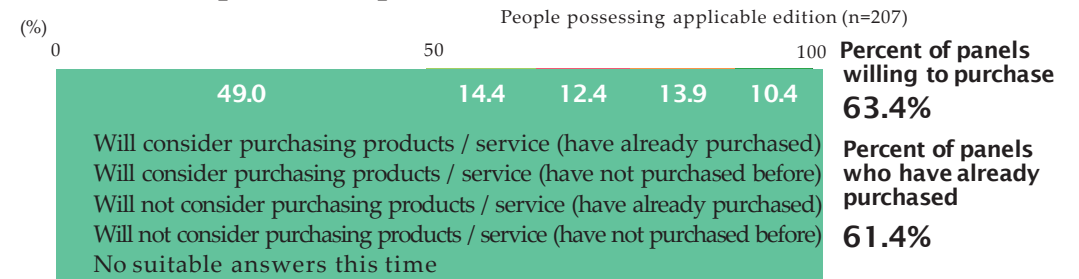 People possessing applicable edition (n=207)
(%)
0 50 100
49.0 14.4 12.4 13.9 10.4
Will consider purchasing products / service (have already purchased)
Will consider purchasing products / service (have not purchased before)
Will not consider purchasing products / service (have already purchased)
Will not consider purchasing products / service (have not purchased before)
No suitable answers this time
Percent of panels
willing to purchase
63.4%
Percent of panels
who have already
purchased
61.4%